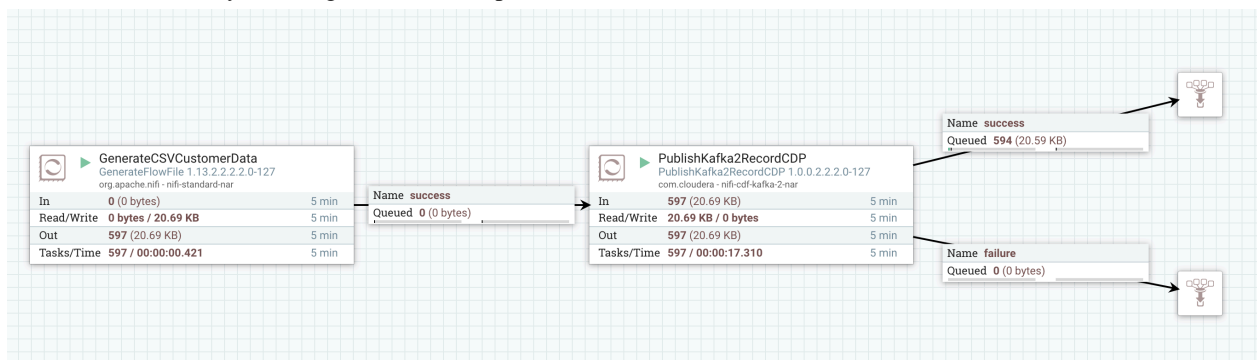 GenerateCSVCustomerData
GenerateFlowFile 1.13.2.2.2.2.0-127
org.apache.nifi - nifi-standard-nar
In 0 (0 bytes) 5 min
Read/Write 0 bytes / 20.69 KB 5 min
Out 597 (20.69 KB) 5 min
Tasks/Time 597 / 00:00:00.421 5 min
Name success
Queued 0 (0 bytes)
PublishKafka2RecordCDP
PublishKafka2RecordCDP 1.0.0.2.2.2.0-127
com.cloudera - nifi-cdf-kafka-2-nar
In 597 (20.69 KB) 5 min
Read/Write 20.69 KB / 0 bytes 5 min
Out 597 (20.69 KB) 5 min
Tasks/Time 597 / 00:00:17.310 5 min
Name success
Queued 594 (20.59 KB)
Name failure
Queued 0 (0 bytes)